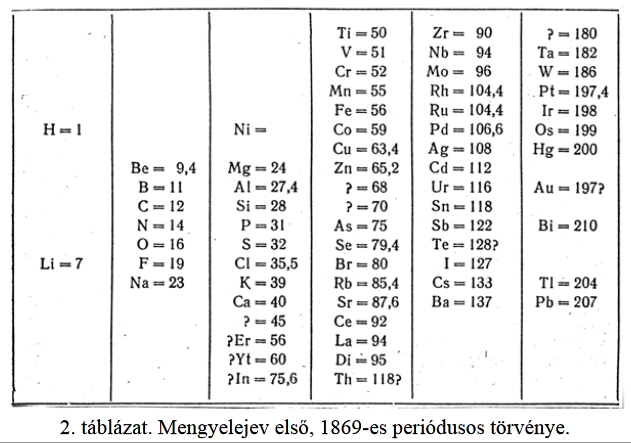 Ti = 50 Zr = 90 ? = 180
V = 51 Nb = 94 Ta = 182
Cr = 52 Mo = 96 W = 186
Mn = 55 Rh = 104,4 Pt = 197,4
Fe = 56 Ru = 104,4 Ir = 198
H = 1 Ni = Co = 59 Pd = 106,6 Os = 199
Cu = 63,4 Ag = 108 Hg = 200
Be = 9,4 Mg = 24 Zn = 65,2 Cd = 112
B = 11 Al = 27,4 ? = 68 Ur = 116 Au = 197?
C = 12 Si = 28 ? = 70 Sn = 118
N = 14 P = 31 As = 75 Sb = 122 Bi = 210
O = 16 S = 32 Se = 79,4 Te = 128?
Li = 7 F = 19 Cl = 35,5 Br = 80 I = 127
Na = 23 K = 39 Rb = 85,4 Cs = 133 Tl = 204
Ca = 40 Sr = 87,6 Ba = 137 Pb = 207
? = 45 Ce = 92
?Er = 56 La = 94
?Yt = 60 Di = 95
?In = 75,6 Th = 118?
2. táblázat. Mengyelejev első, 1869-es periódusos törvénye.